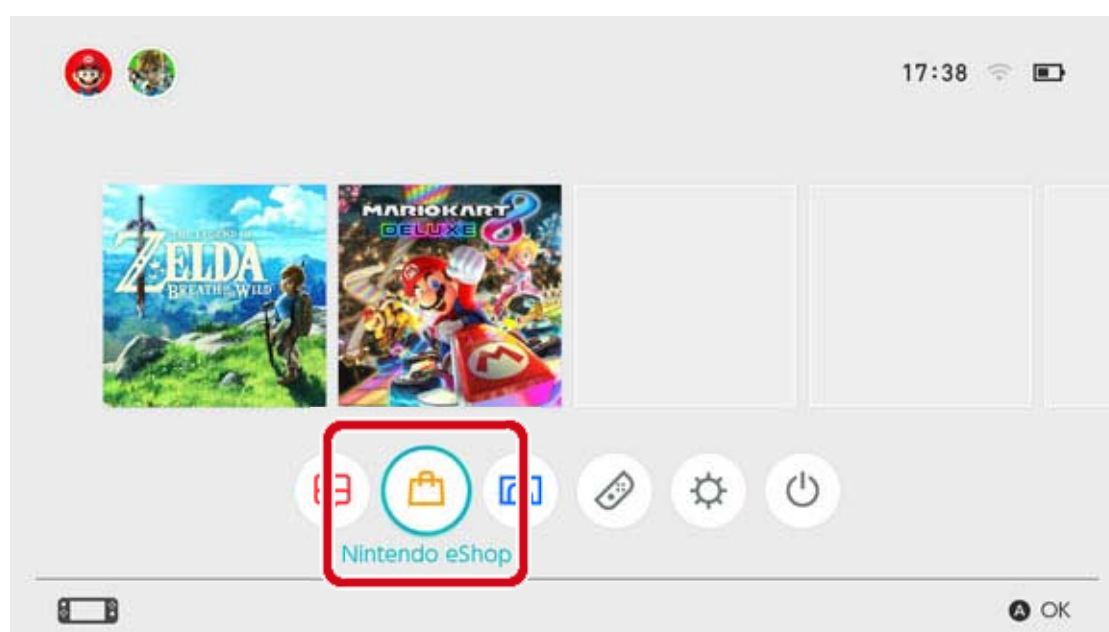 17:38
THE LEGEND OF
ZELDA
BREATH OF THE WILD
MARIOKART 8
DELUXE
Nintendo eShop
A OK